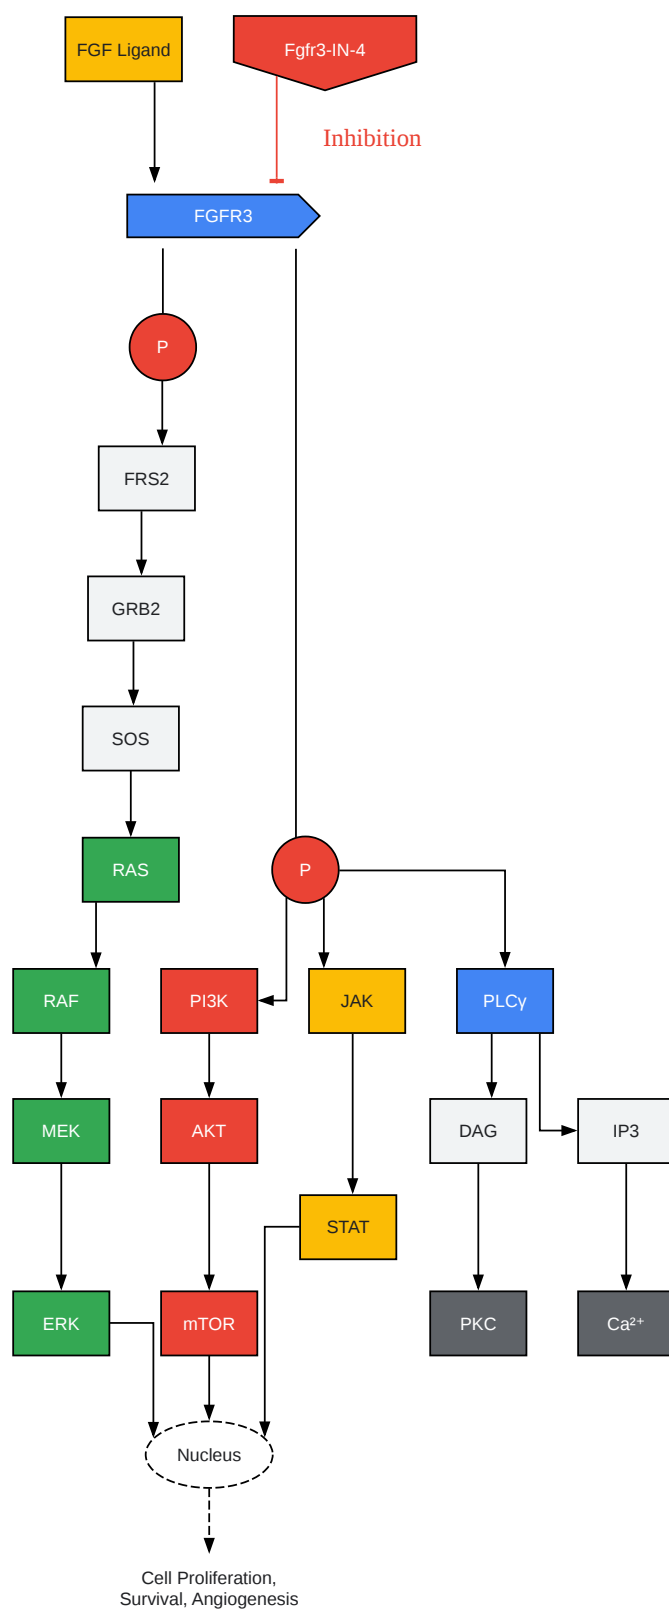 FGF Ligand
Fgfr3-IN-4
Inhibition
FGFR3
P
FRS2
GRB2
SOS
RAS
P
RAF
PI3K
JAK
PLCγ
MEK
AKT
DAG
IP3
STAT
ERK
mTOR
PKC
Ca²⁺
Nucleus
Cell Proliferation,
Survival, Angiogenesis